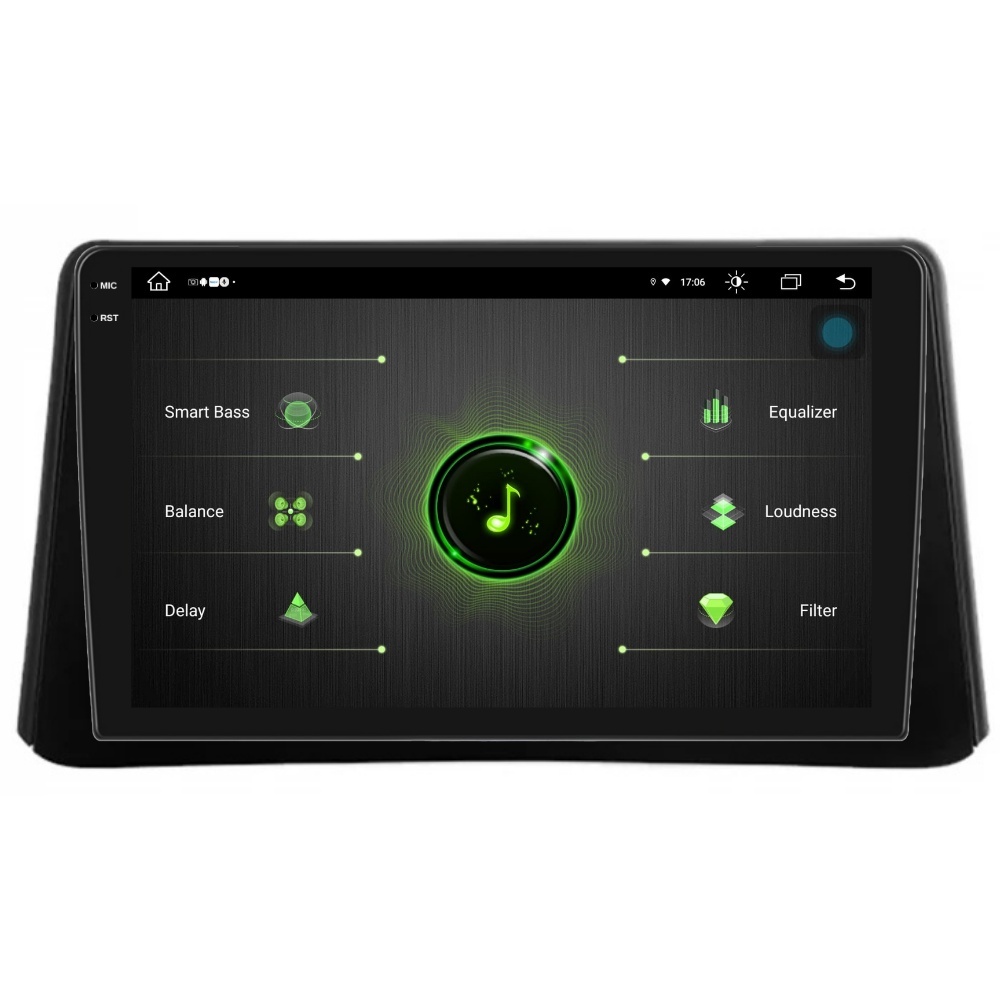 MIC
17:06
RST
Smart Bass
Equalizer
Balance
Loudness
Delay
Filter